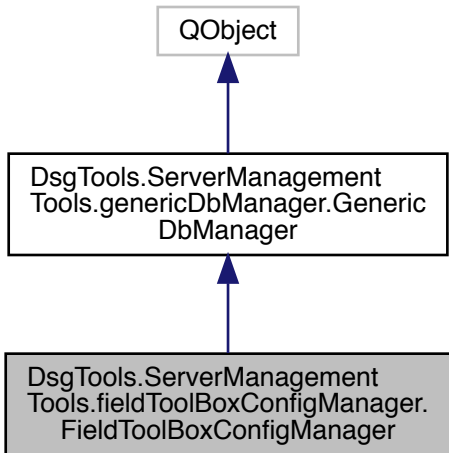 QObject
DsgTools.ServerManagement
Tools.genericDbManager.Generic
DbManager
DsgTools.ServerManagement
Tools.fieldToolBoxConfigManager.
FieldToolBoxConfigManager